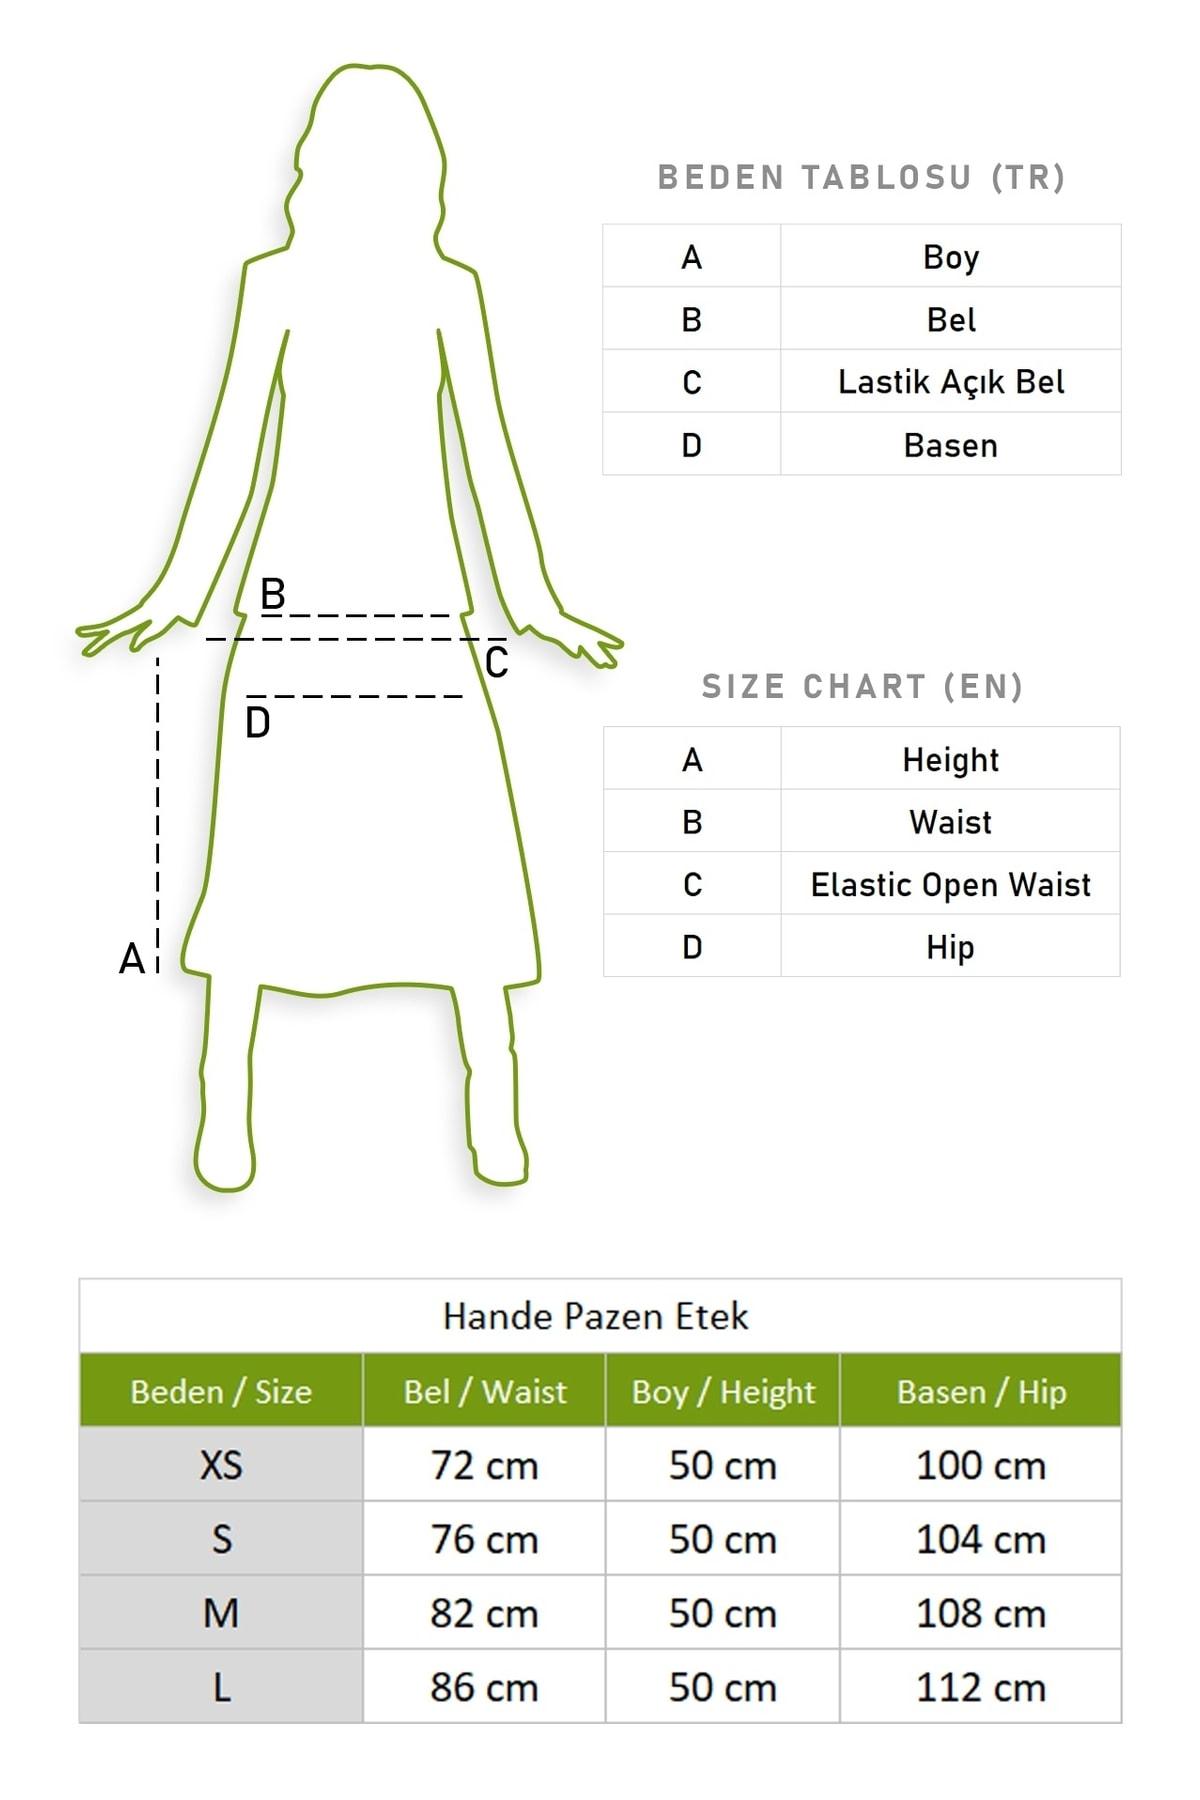 BEDEN TABLOSU (TR)
A Boy
B Bel
C Lastik Açık Bel
D Basen
B
C
D
A
SIZE CHART (EN)
A Height
B Waist
C Elastic Open Waist
D Hip
Hande Pazen Etek
Beden / Size Bel / Waist Boy / Height Basen / Hip
XS 72 cm 50 cm 100 cm
S 76 cm 50 cm 104 cm
M 82 cm 50 cm 108 cm
L 86 cm 50 cm 112 cm